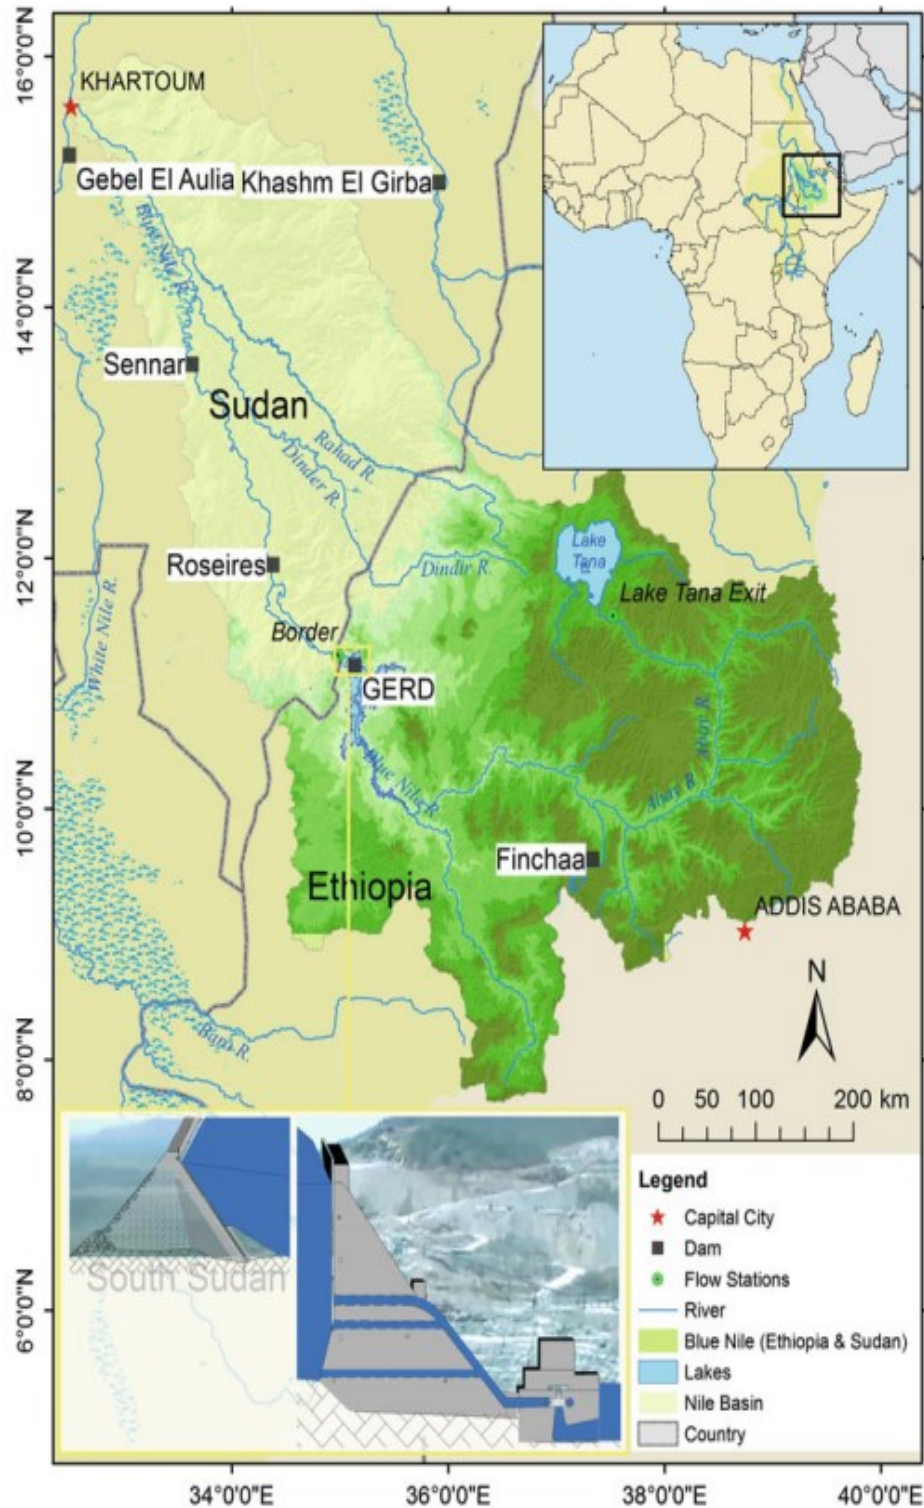 16°0'0"N
KHARTOUM
Gebel El Aulia
Khashm El Girba
Blue Nile R.
14°0'0"N
Sennar
Sudan
Rahad R.
Dinder R.
12°0'0"N
Roseires
Dindir R.
Lake
Tana
Lake Tana Exit
White Nile R.
Border
GERD
Abay R.
Blue Nile R.
Abay R.
10°0'0"N
Finchaa
Ethiopia
ADDIS ABABA
N
8°0'0"N
Baro R.
0 50 100 200 km
Legend
Capital City
Dam
Flow Stations
River
Blue Nile (Ethiopia & Sudan)
Lakes
Nile Basin
Country
South Sudan
6°0'0"N
34°0'0"E
36°0'0"E
38°0'0"E
40°0'0"E